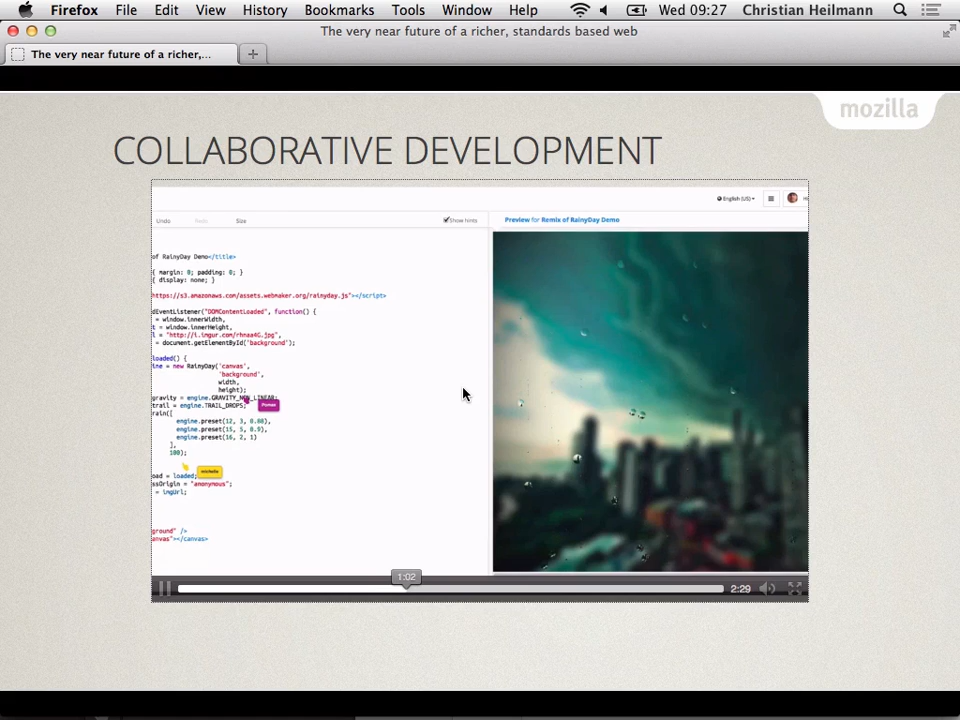 Firefox File Edit View History Bookmarks Tools Window Help Wed 09:27 Christian Heilmann
The very near future of a richer, standards based web
The very near future of a richer,...
mozilla
COLLABORATIVE DEVELOPMENT
English (US)
Undo Size Show hints Preview for Remix of RainyDay Demo
of RainyDay Demo</title>
{ margin: 0; padding: 0; }
{ display: none; }
https://s3.amazonaws.com/assets.webmaker.org/rainyday.js"></script>
dEventListener("DOMContentLoaded", function() {
= window.innerWidth,
t = window.innerHeight,
l = "http://i.imgur.com/rhnaa4G.jpg",
= document.getElementById('background');
loaded() {
ine = new RainyDay('canvas',
'background',
width,
height);
gravity = engine.GRAVITY_NON_LINEAR;
trail = engine.TRAIL_DROPS;
rain([
engine.preset(12, 3, 0.88),
engine.preset(15, 5, 0.9),
engine.preset(16, 2, 1)
],
100);
michelle
oad = loaded;
ssOrigin = "anonymous";
= imgUrl;
ground" />
anvas"></canvas>
1:02
2:29